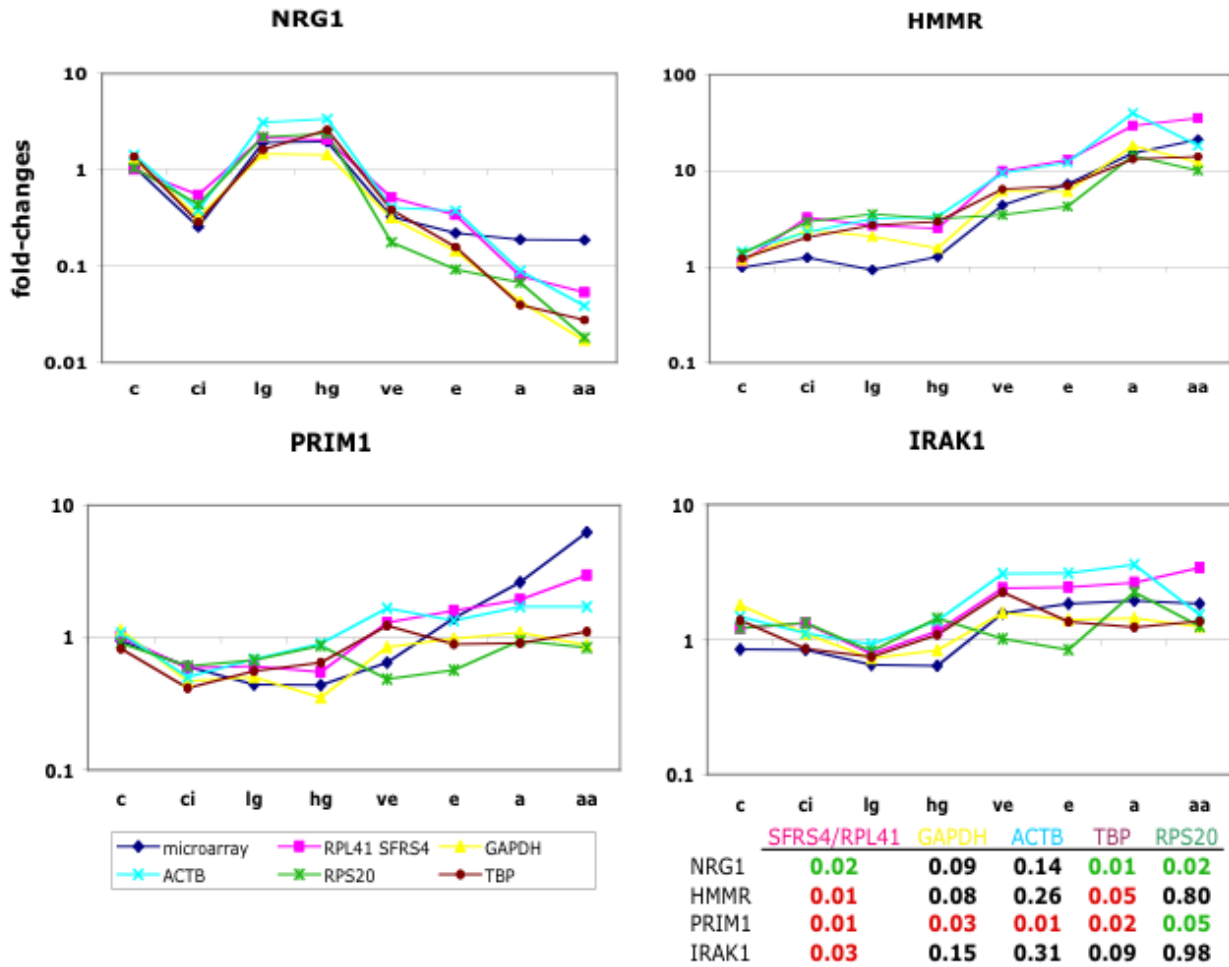 NRG1
HMMR
fold-changes
10
1
0.1
0.01
c ci lg hg ve e a aa
100
10
1
0.1
c ci lg hg ve e a aa
PRIM1
IRAK1
10
1
0.1
c ci lg hg ve e a aa
10
1
0.1
c ci lg hg ve e a aa
microarray RPL41 SFRS4 GAPDH
ACTB RPS20 TBP
SFRS4/RPL41 GAPDH ACTB TBP RPS20
NRG1 0.02 0.09 0.14 0.01 0.02
HMMR 0.01 0.08 0.26 0.05 0.80
PRIM1 0.01 0.03 0.01 0.02 0.05
IRAK1 0.03 0.15 0.31 0.09 0.98